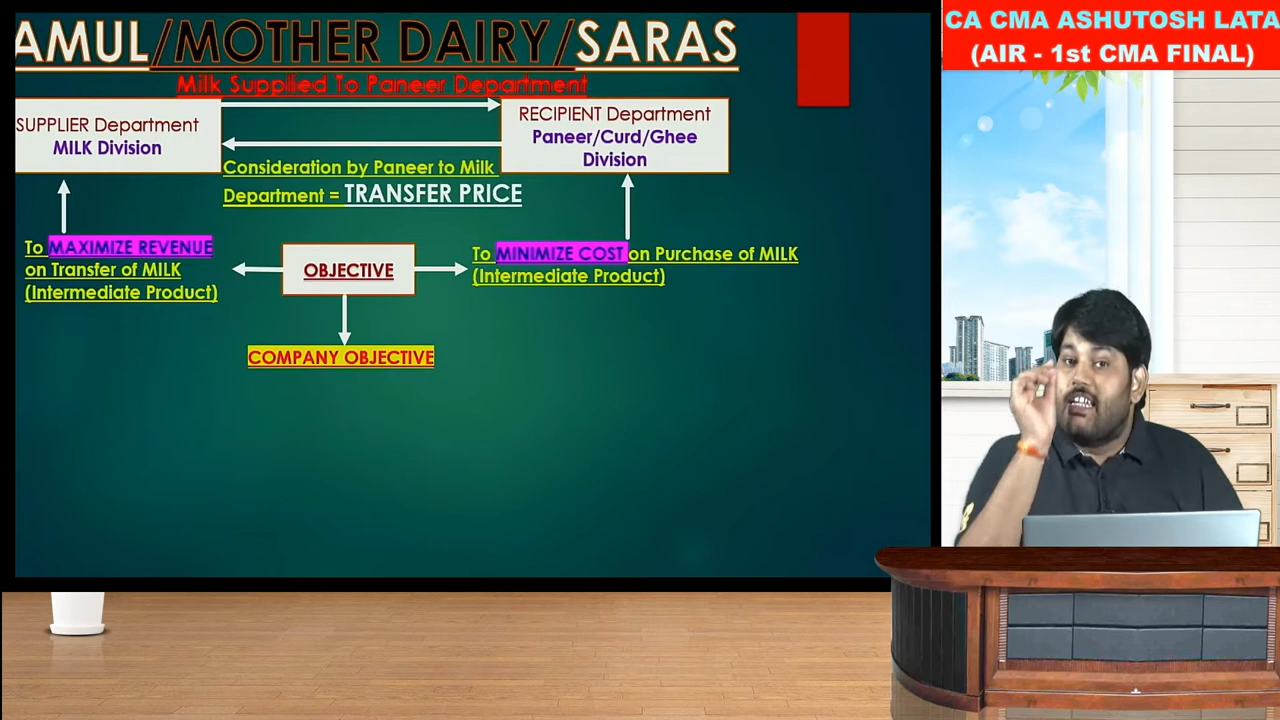 AMUL/MOTHER DAIRY/SARAS
Milk Supplied To Paneer Department
SUPPLIER Department
MILK Division
RECIPIENT Department
Paneer/Curd/Ghee
Division
Consideration by Paneer to Milk
Department = TRANSFER PRICE
To MAXIMIZE REVENUE
on Transfer of MILK
(Intermediate Product)
OBJECTIVE
To MINIMIZE COST on Purchase of MILK
(Intermediate Product)
COMPANY OBJECTIVE
CA CMA ASHUTOSH LATA
(AIR - 1st CMA FINAL)